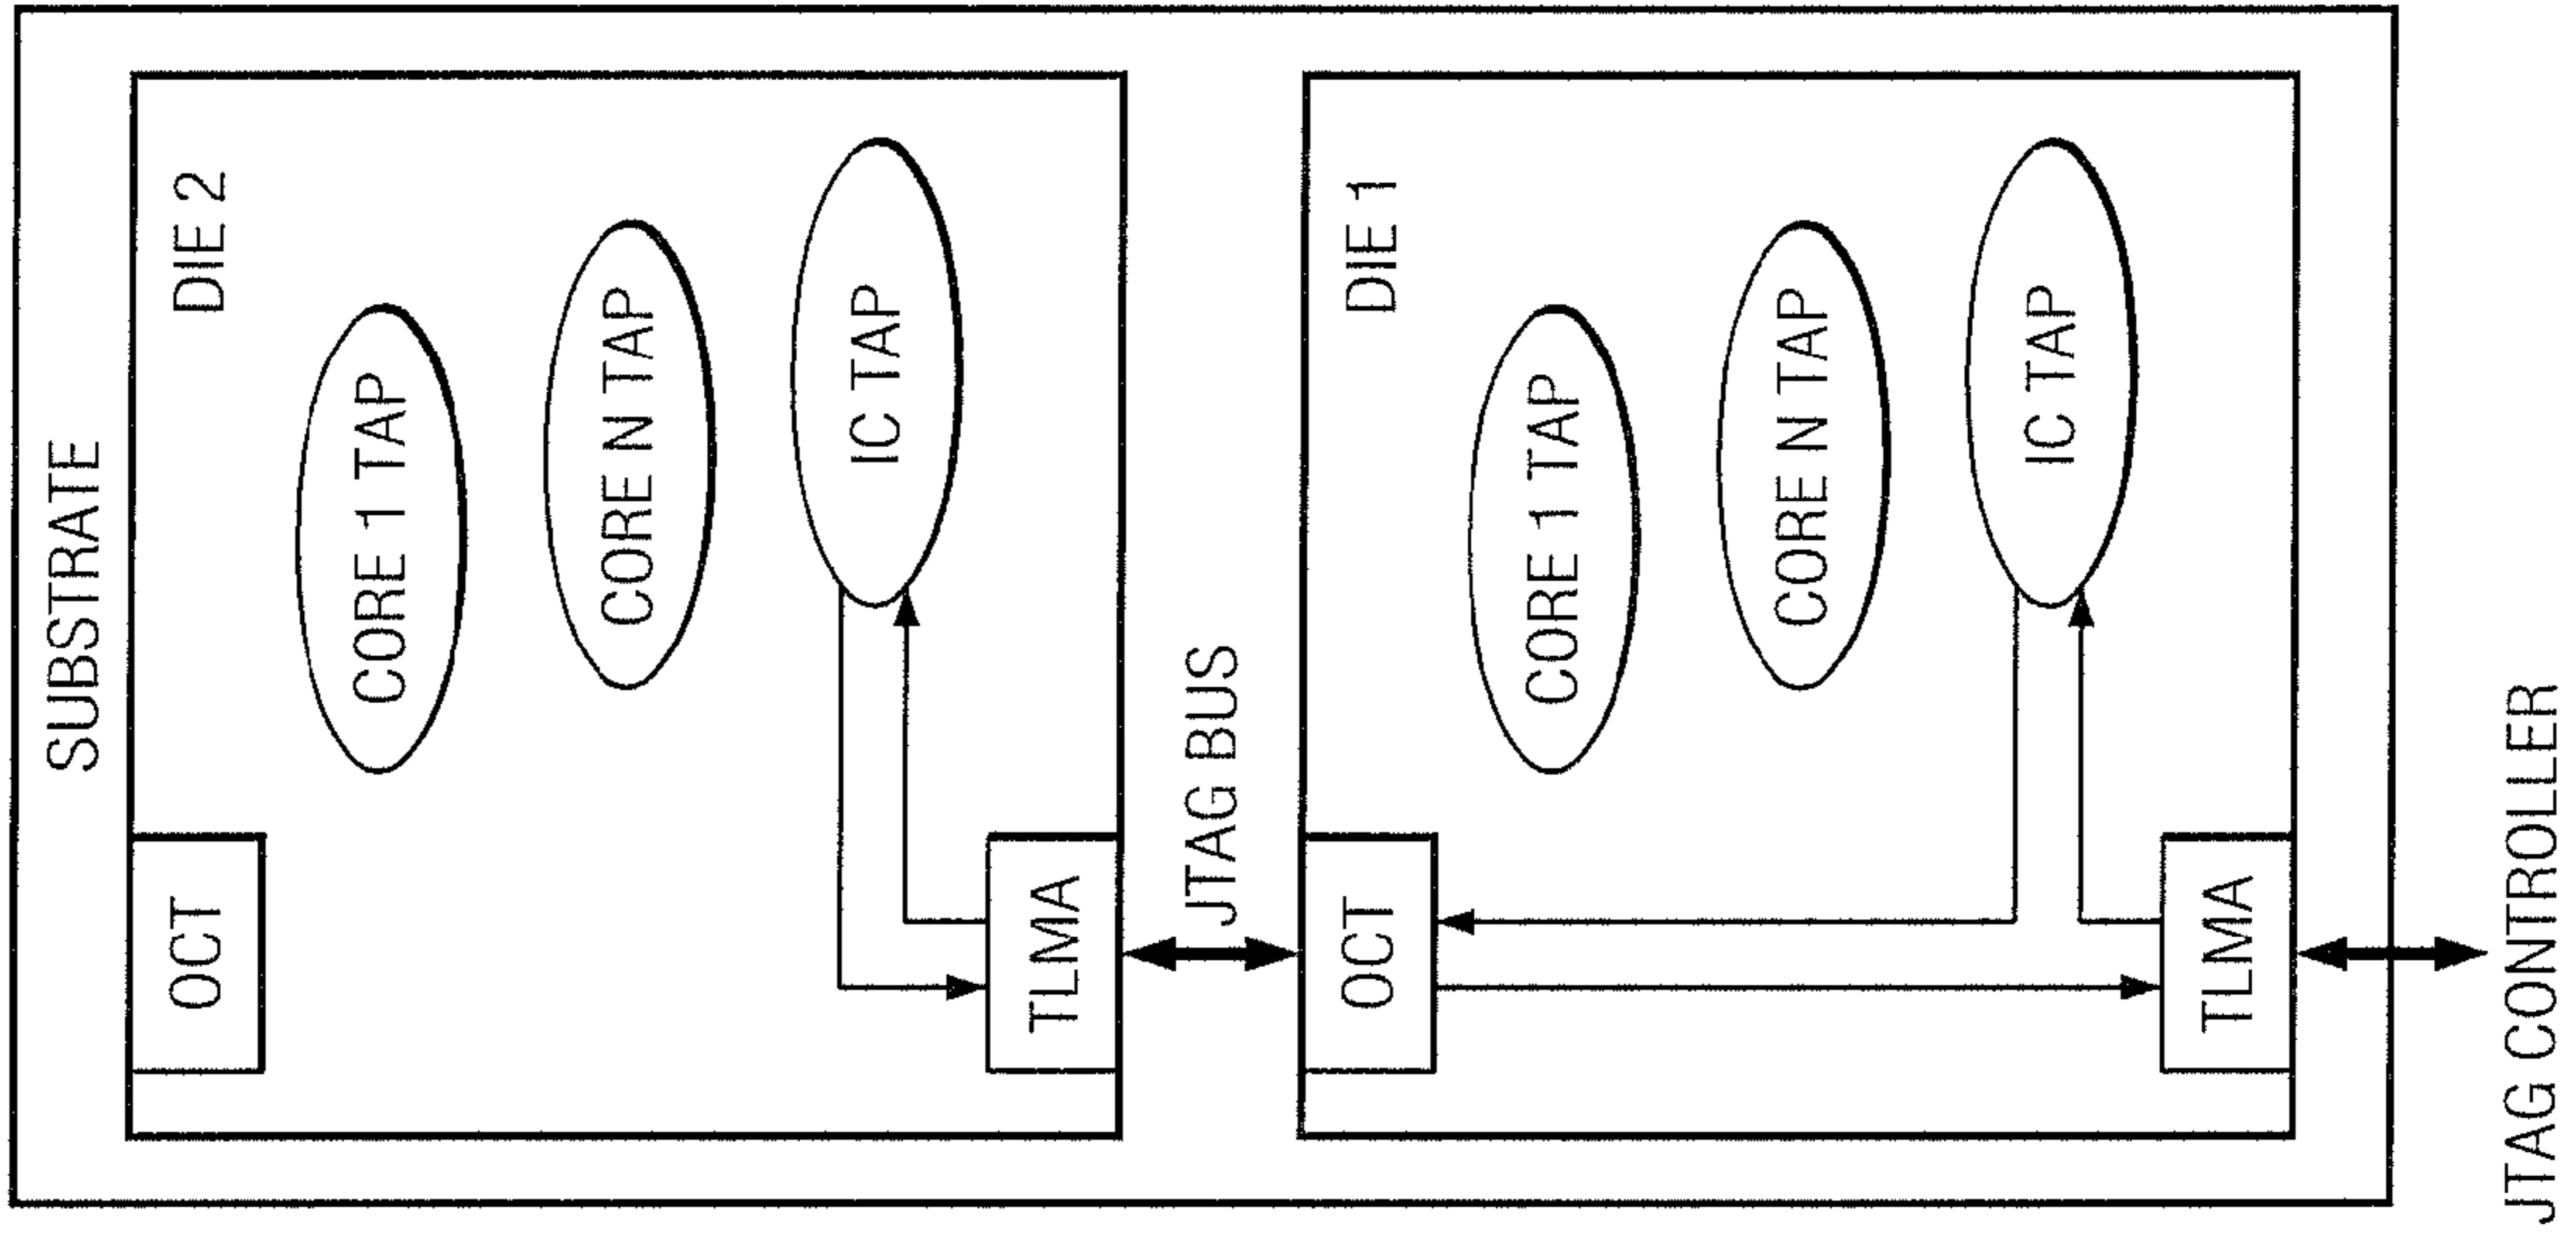 SUBSTRATE
DIE 2
OCT
CORE 1 TAP
CORE N TAP
IC TAP
TLMA
JTAG BUS
DIE 1
OCT
CORE 1 TAP
CORE N TAP
IC TAP
TLMA
JTAG CONTROLLER